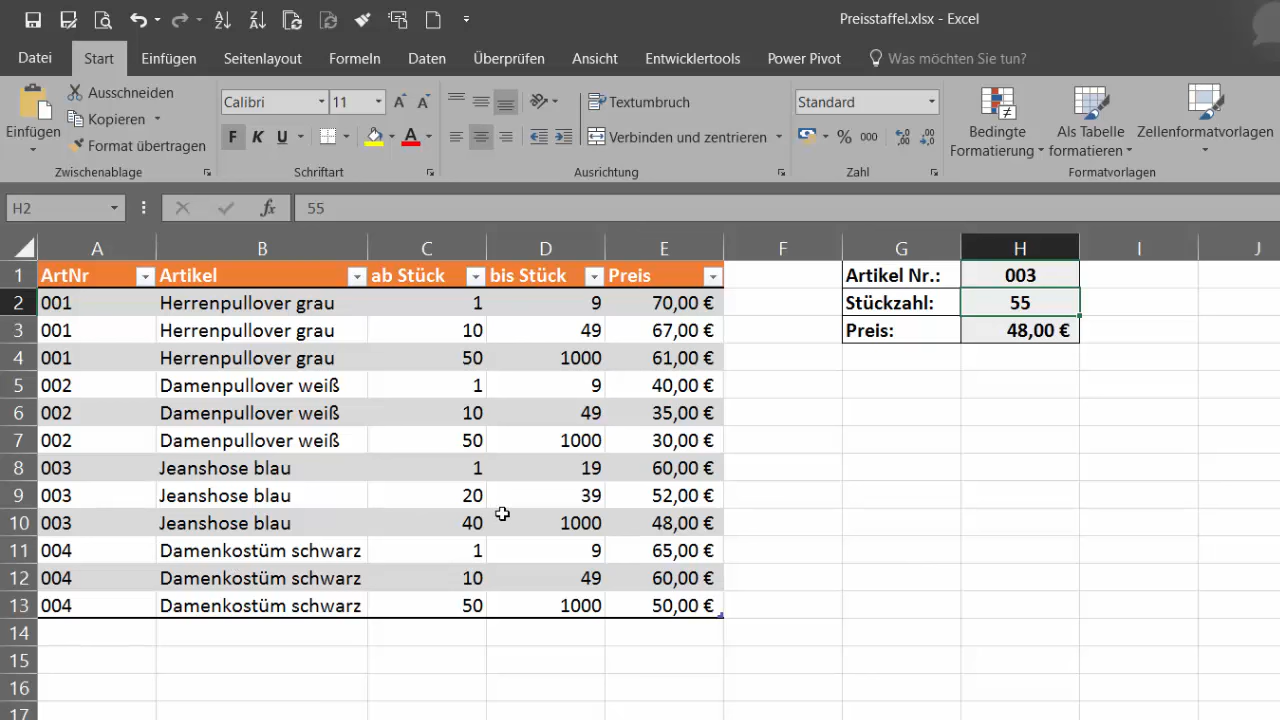 Preisstaffel.xlsx - Excel
Datei Start Einfügen Seitenlayout Formeln Daten Überprüfen Ansicht Entwicklertools Power Pivot Was möchten Sie tun?
Einfügen
Ausschneiden
Kopieren
Format übertragen
Zwischenablage
Calibri 11
F K U
Schriftart
Textumbruch
Verbinden und zentrieren
Ausrichtung
Standard
% 000
Zahl
Bedingte Formatierung
Als Tabelle formatieren
Zellenformatvorlagen
Formatvorlagen
H2 fx 55
A B C D E F G H I J
1 ArtNr Artikel ab Stück bis Stück Preis Artikel Nr.: 003
2 001 Herrenpullover grau 1 9 70,00 € Stückzahl: 55
3 001 Herrenpullover grau 10 49 67,00 € Preis: 48,00 €
4 001 Herrenpullover grau 50 1000 61,00 €
5 002 Damenpullover weiß 1 9 40,00 €
6 002 Damenpullover weiß 10 49 35,00 €
7 002 Damenpullover weiß 50 1000 30,00 €
8 003 Jeanshose blau 1 19 60,00 €
9 003 Jeanshose blau 20 39 52,00 €
10 003 Jeanshose blau 40 1000 48,00 €
11 004 Damenkostüm schwarz 1 9 65,00 €
12 004 Damenkostüm schwarz 10 49 60,00 €
13 004 Damenkostüm schwarz 50 1000 50,00 €
14
15
16
17